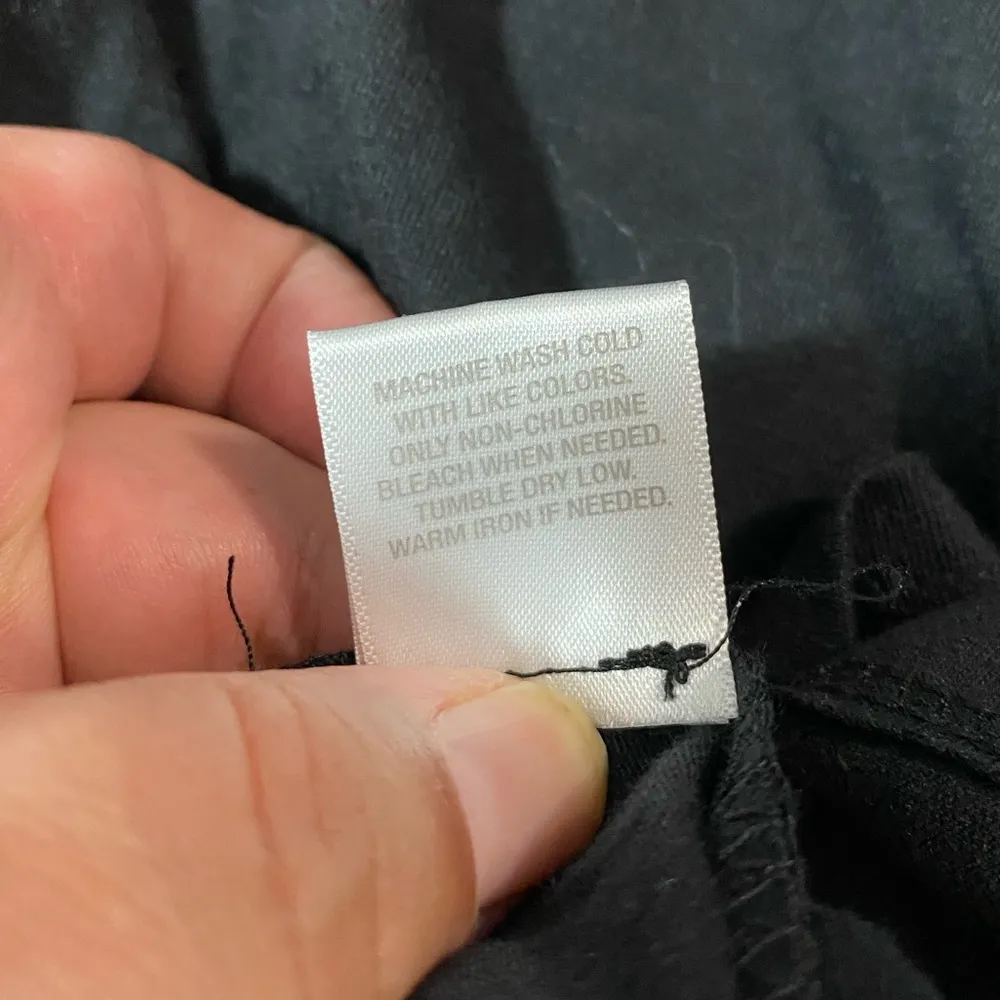 MACHINE WASH COLD
WITH LIKE COLORS.
ONLY NON-CHLORINE
BLEACH WHEN NEEDED.
TUMBLE DRY LOW.
WARM IRON IF NEEDED.